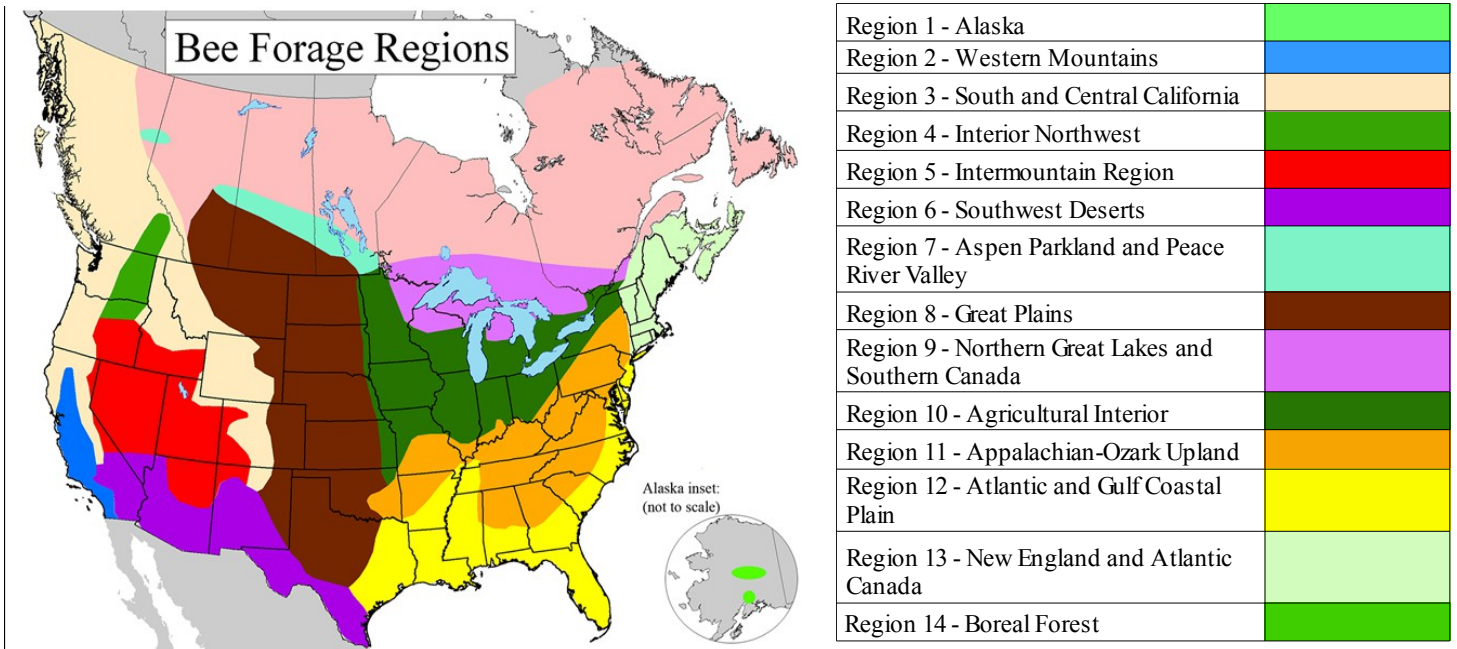 Bee Forage Regions
Alaska inset:
(not to scale)
Region 1 - Alaska
Region 2 - Western Mountains
Region 3 - South and Central California
Region 4 - Interior Northwest
Region 5 - Intermountain Region
Region 6 - Southwest Deserts
Region 7 - Aspen Parkland and Peace
River Valley
Region 8 - Great Plains
Region 9 - Northern Great Lakes and
Southern Canada
Region 10 - Agricultural Interior
Region 11 - Appalachian-Ozark Upland
Region 12 - Atlantic and Gulf Coastal
Plain
Region 13 - New England and Atlantic
Canada
Region 14 - Boreal Forest